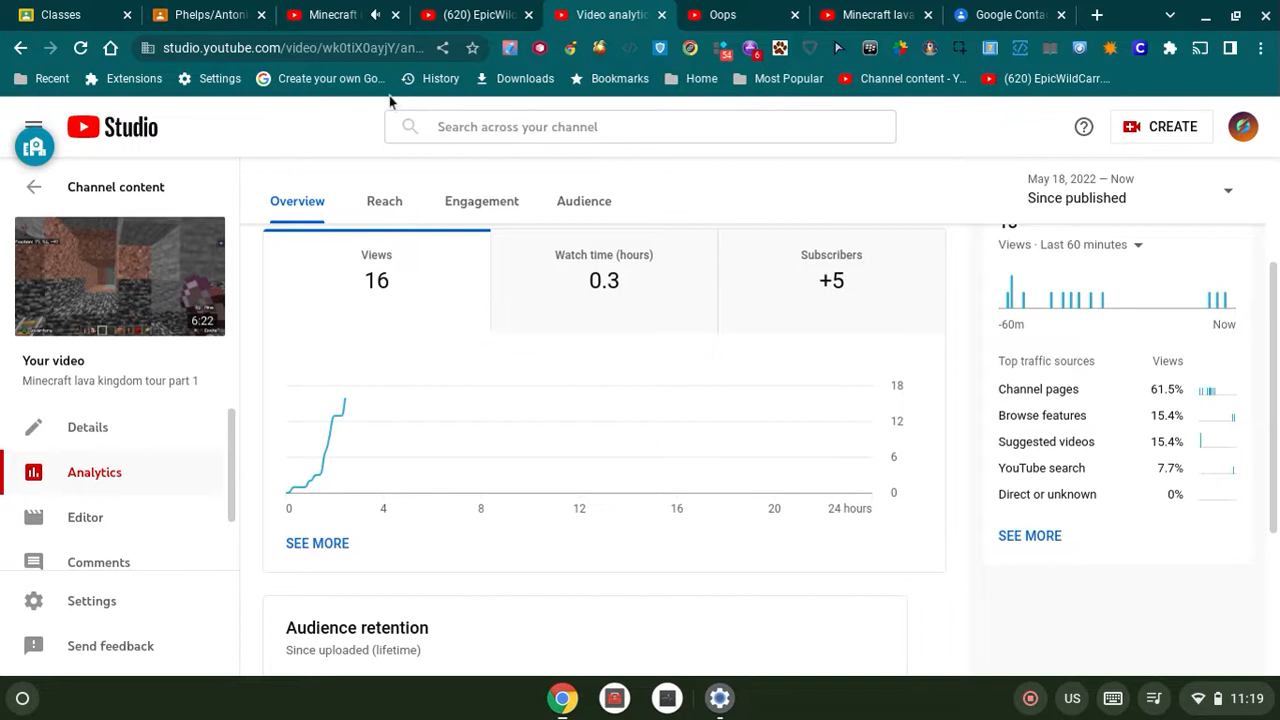 Classes
Phelps/Antoni
Minecraft
(620) EpicWild
Video analytic
Oops
Minecraft lava
Google Conta
studio.youtube.com/video/wk0tiX0ayjY/an...
54
6
Recent
Extensions
Settings
Create your own Go...
History
Downloads
Bookmarks
Home
Most Popular
Channel content - Y...
(620) EpicWildCarr...
Studio
Search across your channel
CREATE
Channel content
6:22
Your video
Minecraft lava kingdom tour part 1
Details
Analytics
Editor
Comments
Settings
Send feedback
Overview
Reach
Engagement
Audience
May 18, 2022 — Now
Since published
Views
16
Watch time (hours)
0.3
Subscribers
+5
18
12
6
0
0
4
8
12
16
20
24 hours
SEE MORE
Audience retention
Since uploaded (lifetime)
Views · Last 60 minutes
-60m
Now
Top traffic sources
Views
Channel pages
61.5%
Browse features
15.4%
Suggested videos
15.4%
YouTube search
7.7%
Direct or unknown
0%
SEE MORE
US
11:19